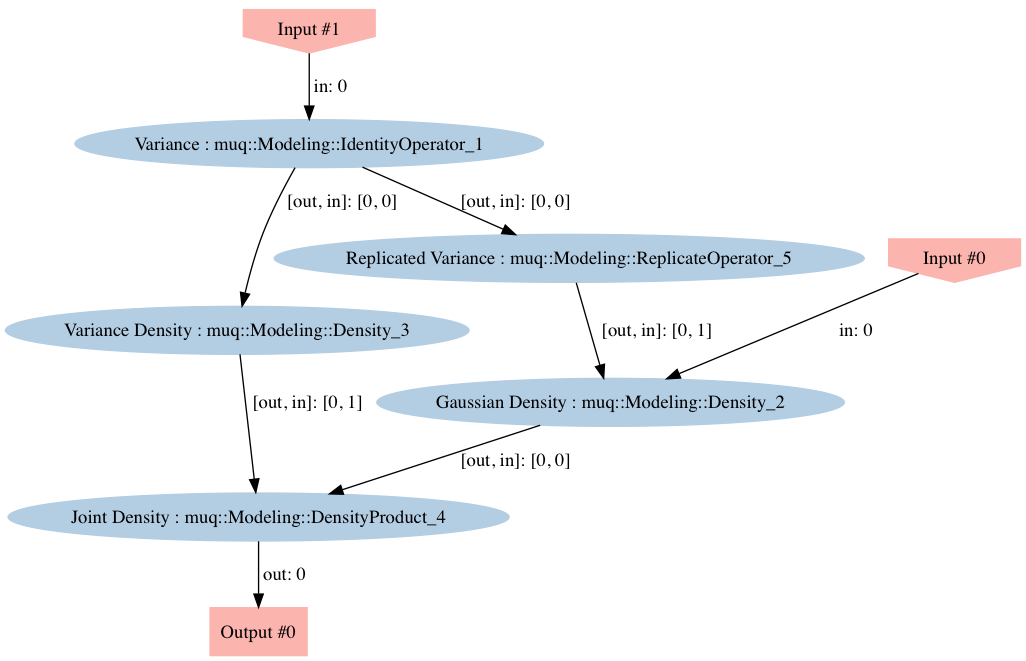 Input #1
in: 0
Variance : muq::Modeling::IdentityOperator_1
[out, in]: [0, 0]
[out, in]: [0, 0]
Replicated Variance : muq::Modeling::ReplicateOperator_5
Input #0
Variance Density : muq::Modeling::Density_3
[out, in]: [0, 1]
in: 0
[out, in]: [0, 1]
Gaussian Density : muq::Modeling::Density_2
[out, in]: [0, 0]
Joint Density : muq::Modeling::DensityProduct_4
out: 0
Output #0